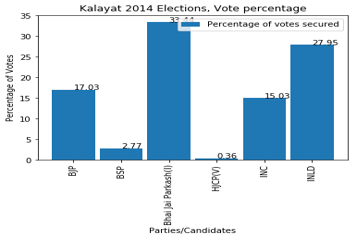 Kalayat 2014 Elections, Vote percentage
Percentage of votes secured
Percentage of Votes
35
30
25
20
15
10
5
0
17.03
2.77
33.44
0.36
15.03
27.95
BJP
BSP
Bhai Jai Parkash(I)
HJCP(V)
INC
INLD
Parties/Candidates